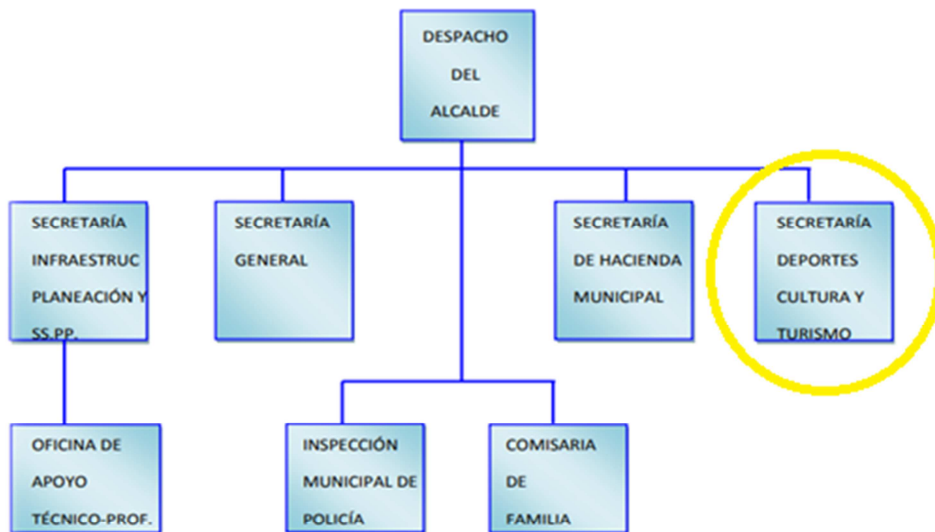 DESPACHO
DEL
ALCALDE
SECRETARÍA
INFRAESTRUC
PLANEACIÓN Y
SS.PP.
SECRETARÍA
GENERAL
SECRETARÍA
DE HACIENDA
MUNICIPAL
SECRETARÍA
DEPORTES
CULTURA Y
TURISMO
OFICINA DE
APOYO
TÉCNICO-PROF.
INSPECCIÓN
MUNICIPAL DE
POLICÍA
COMISARIA
DE
FAMILIA